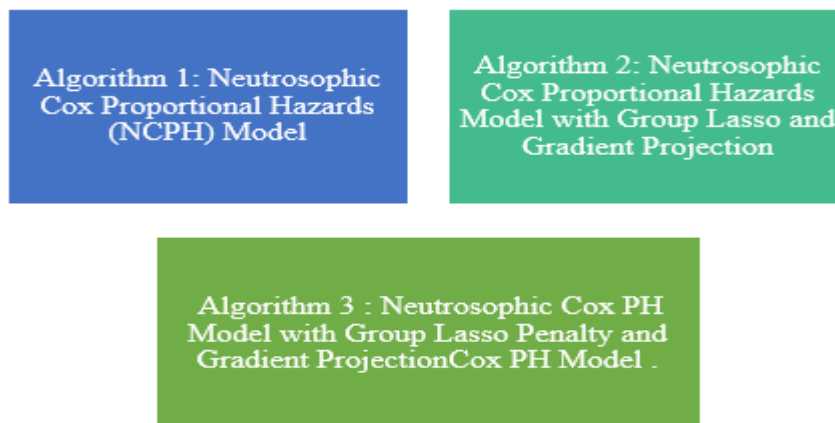 Algorithm 1: Neutrosophic
Cox Proportional Hazards
(NCPH) Model
Algorithm 2: Neutrosophic
Cox Proportional Hazards
Model with Group Lasso and
Gradient Projection
Algorithm 3 : Neutrosophic Cox PH
Model with Group Lasso Penalty and
Gradient ProjectionCox PH Model .